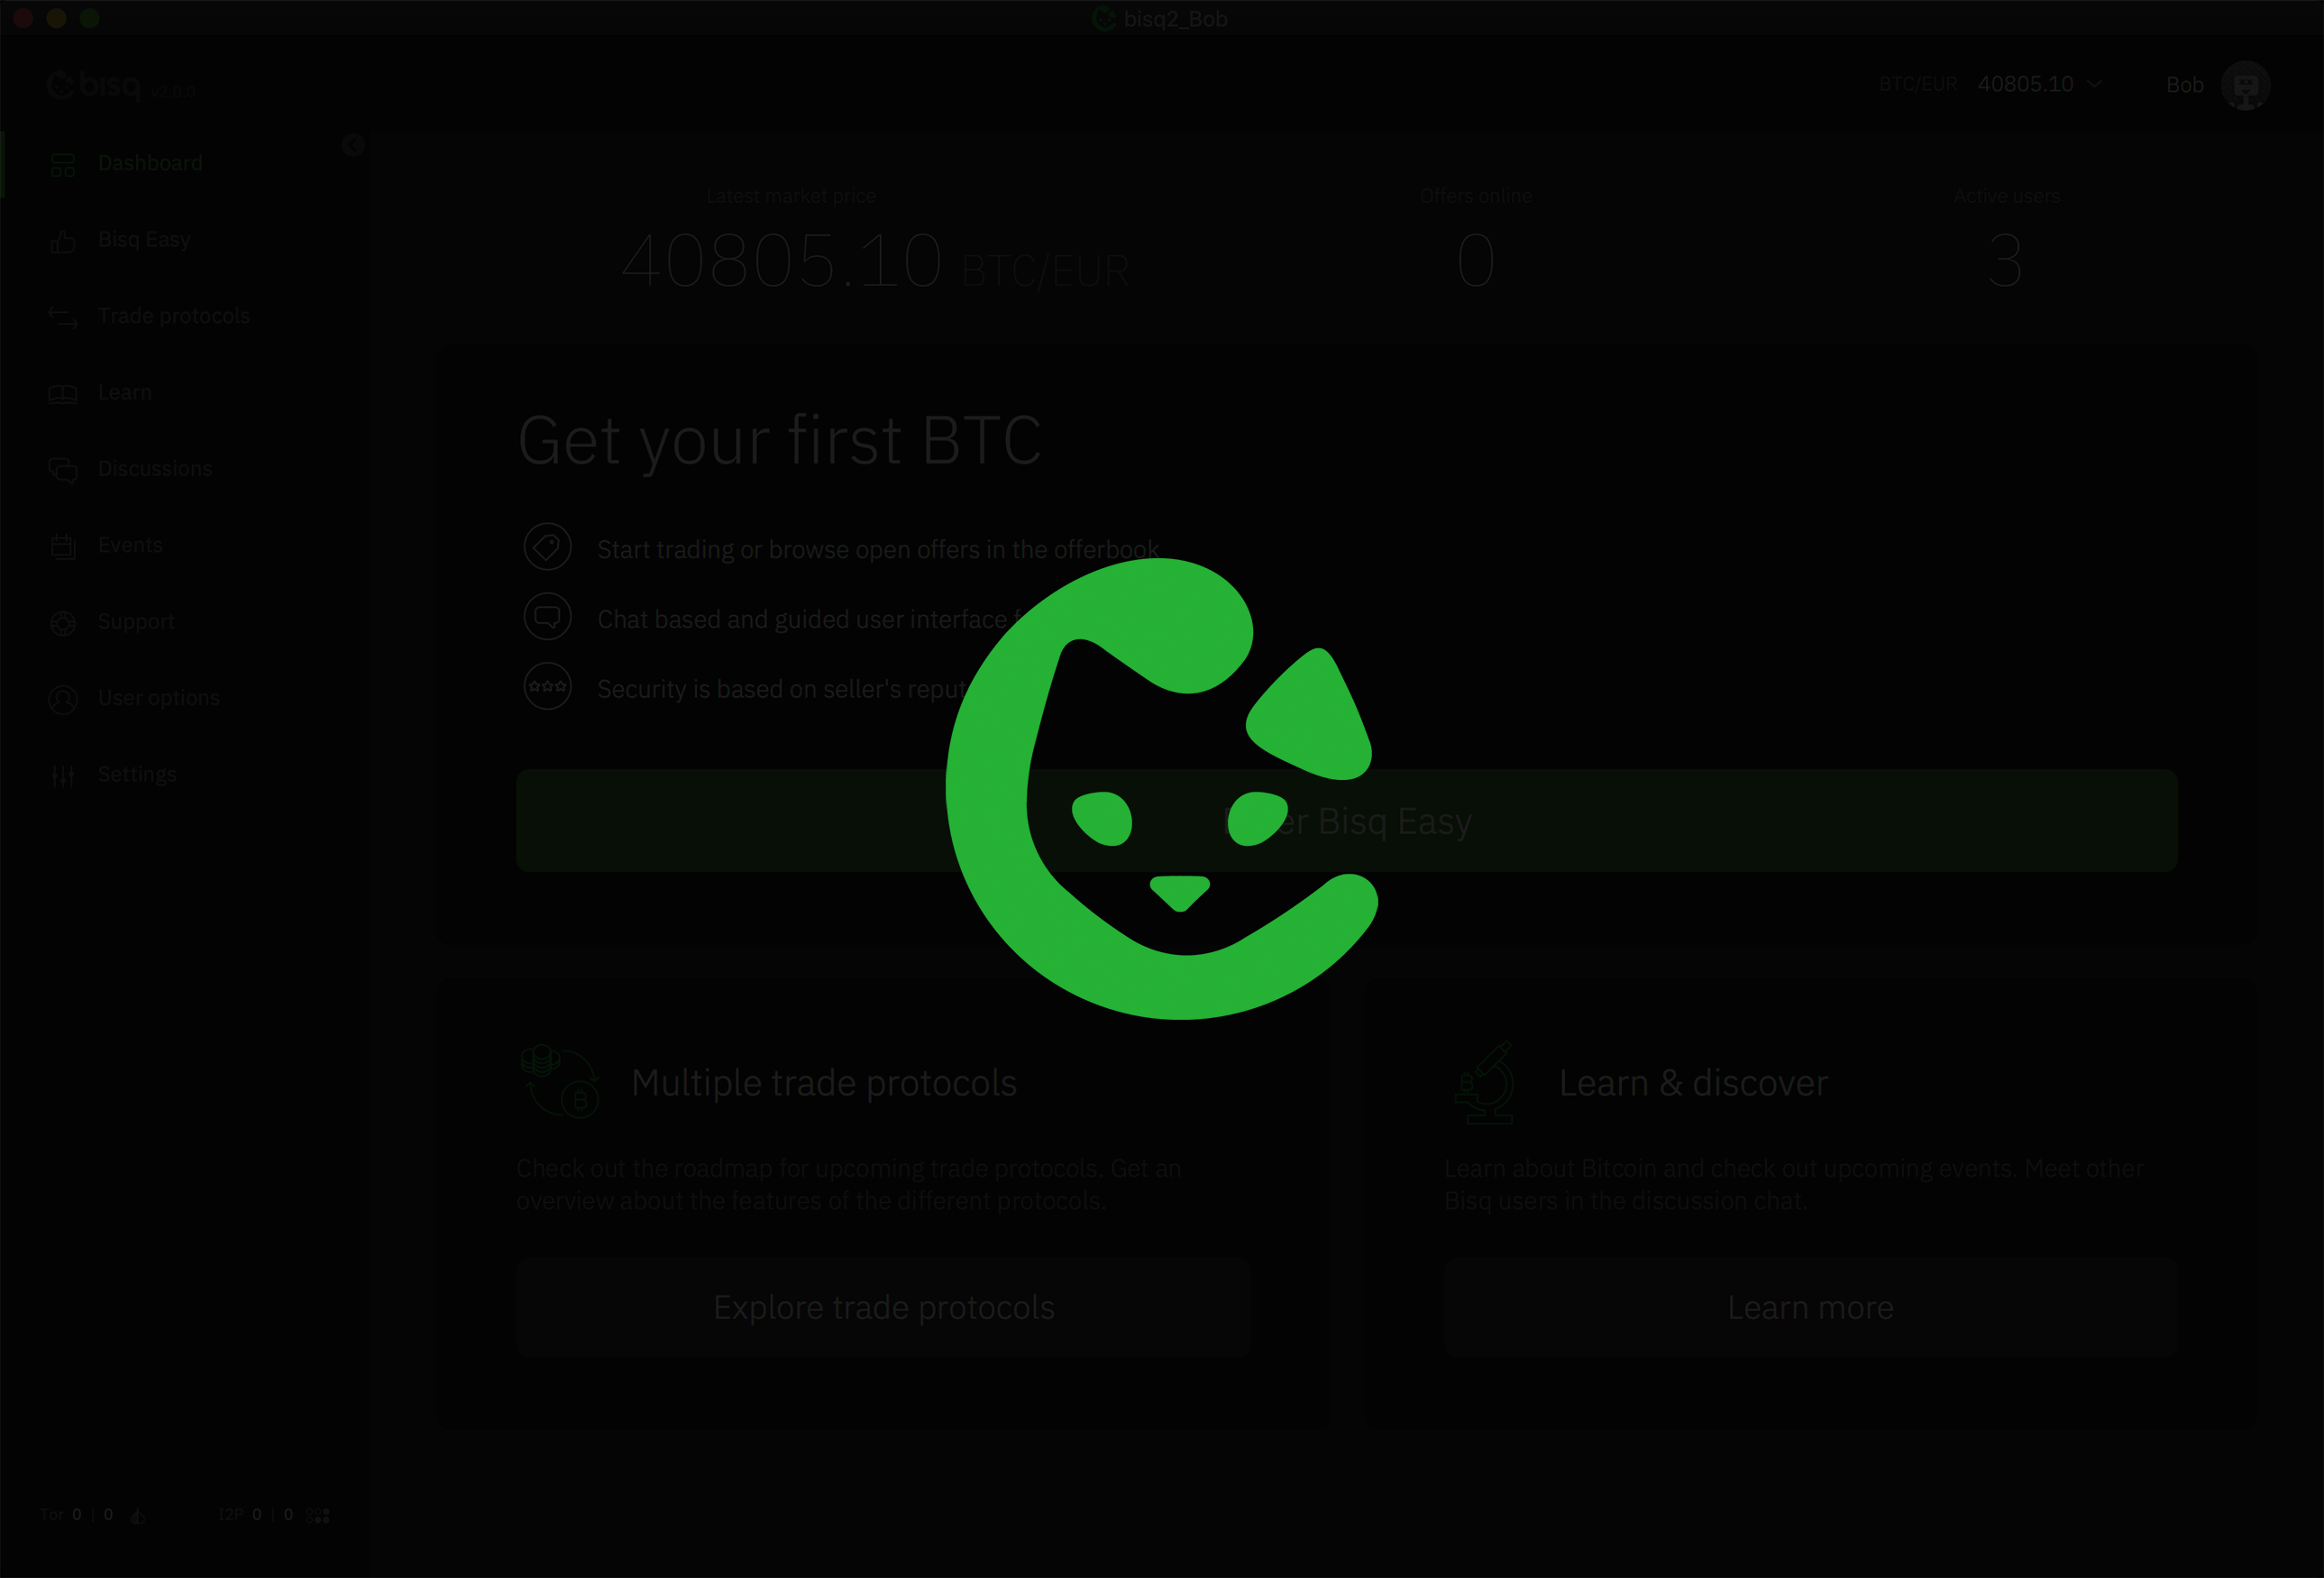 bisq2_Bob
bisq v2.0.0
BTC/EUR 40805.10
Bob
Dashboard
Bisq Easy
Trade protocols
Learn
Discussions
Events
Support
User options
Settings
Latest market price
40805.10 BTC/EUR
Offers online
0
Active users
3
Get your first BTC
Start trading or browse open offers in the offerbook
Chat based and guided user interface
Security is based on seller's
Bisq Easy
Multiple trade protocols
Check out the roadmap for upcoming trade protocols. Get an
overview about the features of the different protocols.
Explore trade protocols
Learn & discover
Learn about Bitcoin and check out upcoming events. Meet other
Bisq users in the discussion chat.
Learn more
Tor 0 | 0
I2P 0 | 0